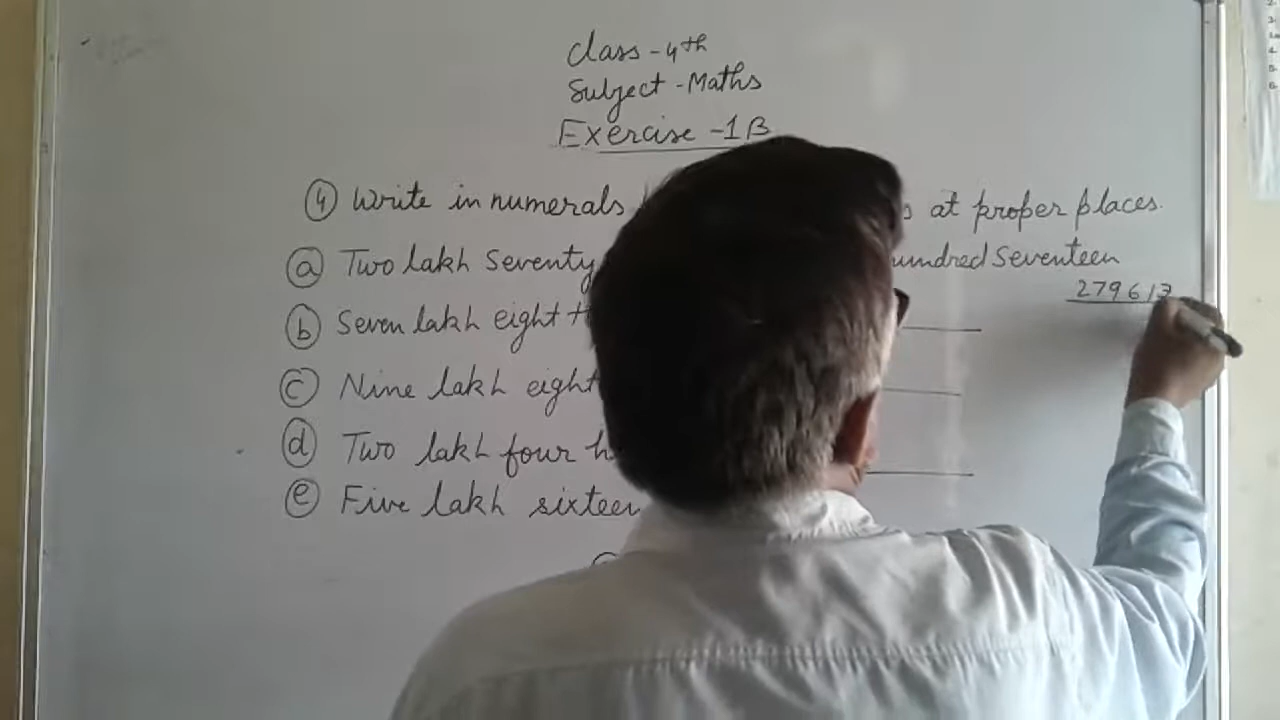 Class - 4th
Subject - Maths
Exercise - 1B
4 Write in numerals at proper places.
a Two lakh Seventy hundred Seventeen
27961
b Seven lakh eight
c Nine lakh eight
d Two lakh four
e Five lakh sixteen